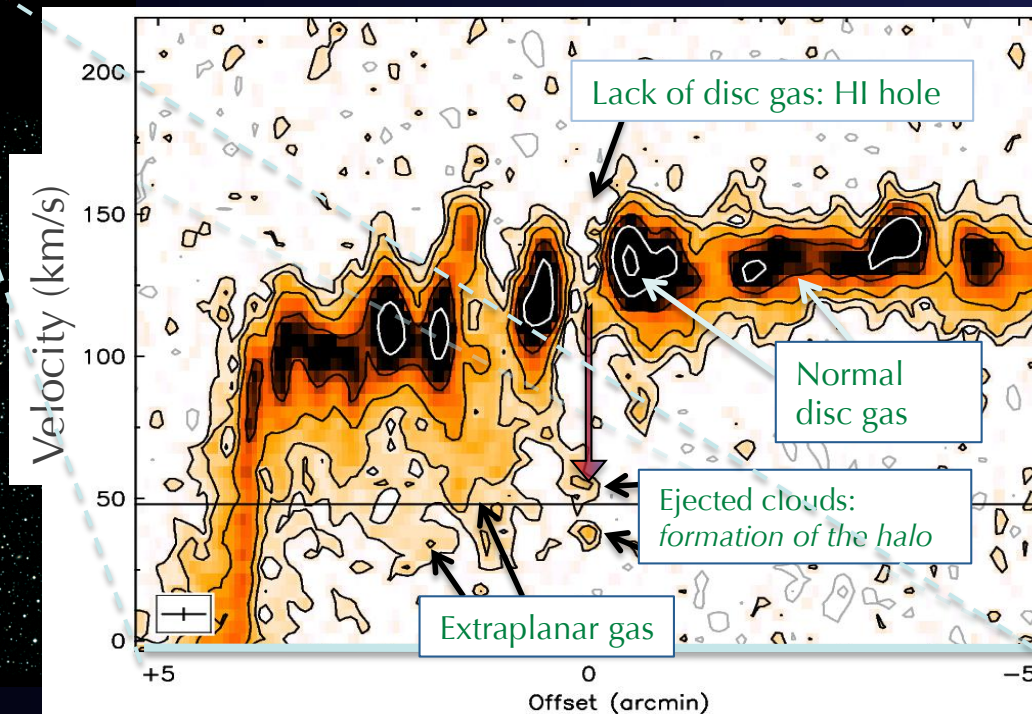 Velocity (km/s)
200
150
100
50
0
Lack of disc gas: HI hole
Normal
disc gas
Ejected clouds:
formation of the halo
Extraplanar gas
+5
0
-5
Offset (arcmin)